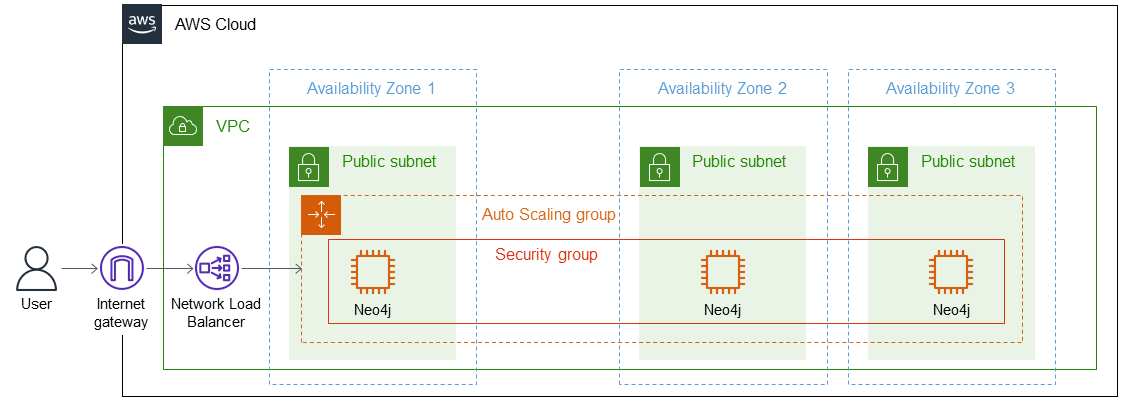 aws
AWS Cloud
Availability Zone 1
Availability Zone 2
Availability Zone 3
VPC
Public subnet
Public subnet
Public subnet
Auto Scaling group
Security group
User
Internet
gateway
Network Load
Balancer
Neo4j
Neo4j
Neo4j